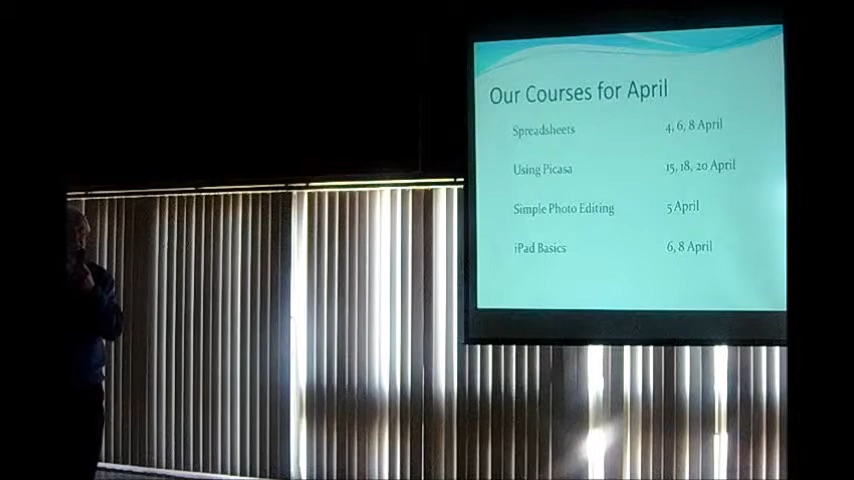 Our Courses for April
Spreadsheets 4, 6, 8 April
Using Picasa 15, 18, 20 April
Simple Photo Editing 5 April
iPad Basics 6, 8 April